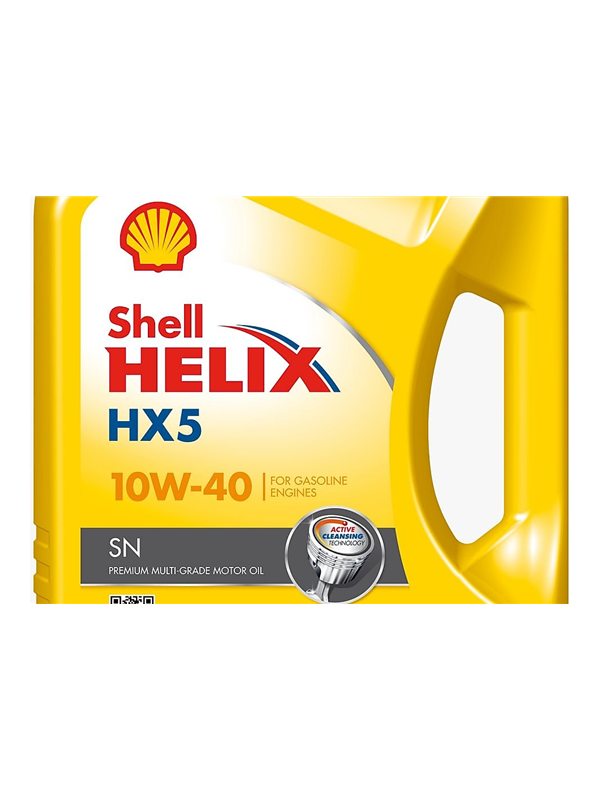 Shell
HELIX
HX5
10W-40
FOR GASOLINE
ENGINES
SN
PREMIUM MULTI-GRADE MOTOR OIL
ACTIVE
CLEANSING
TECHNOLOGY